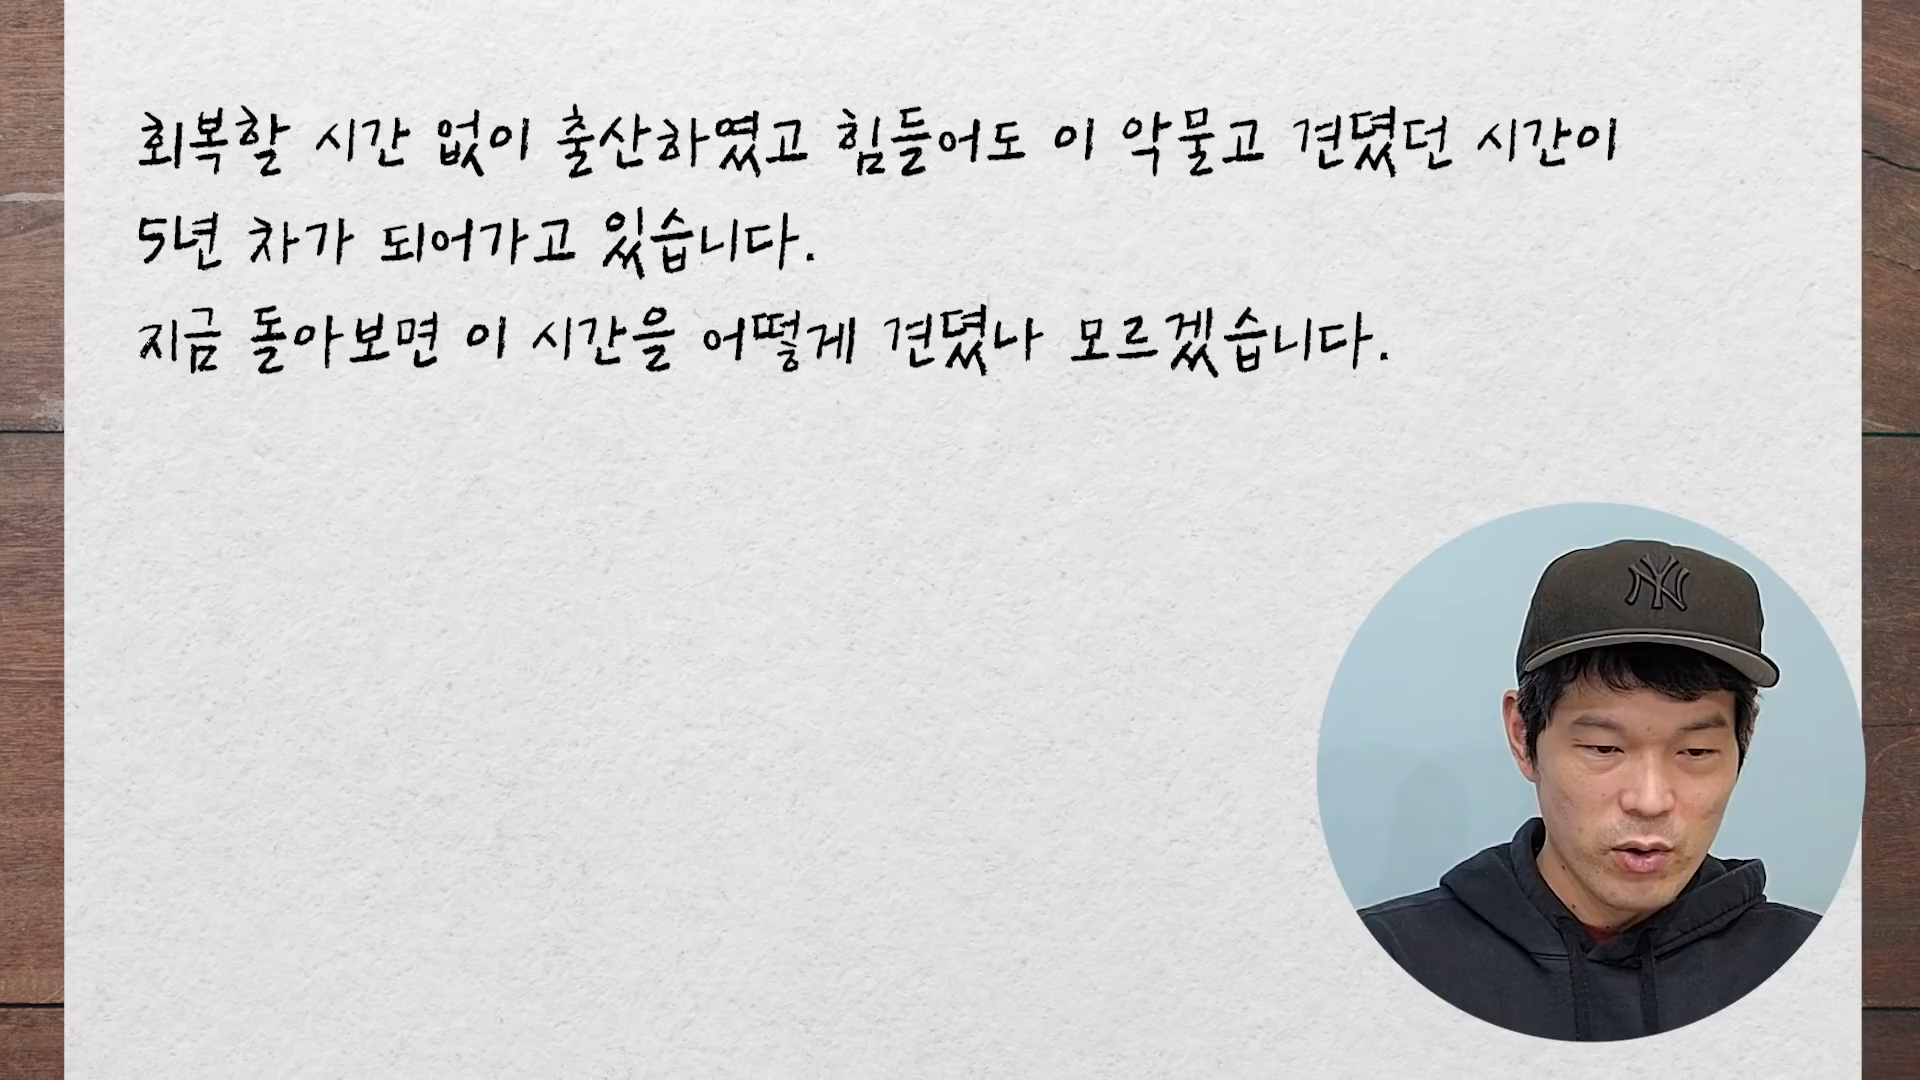 회복할 시간 없이 출산하였고 힘들어도 이 악물고 견뎠던 시간이
5년 차가 되어가고 있습니다.
지금 돌아보면 이 시간을 어떻게 견뎠나 모르겠습니다.
NY